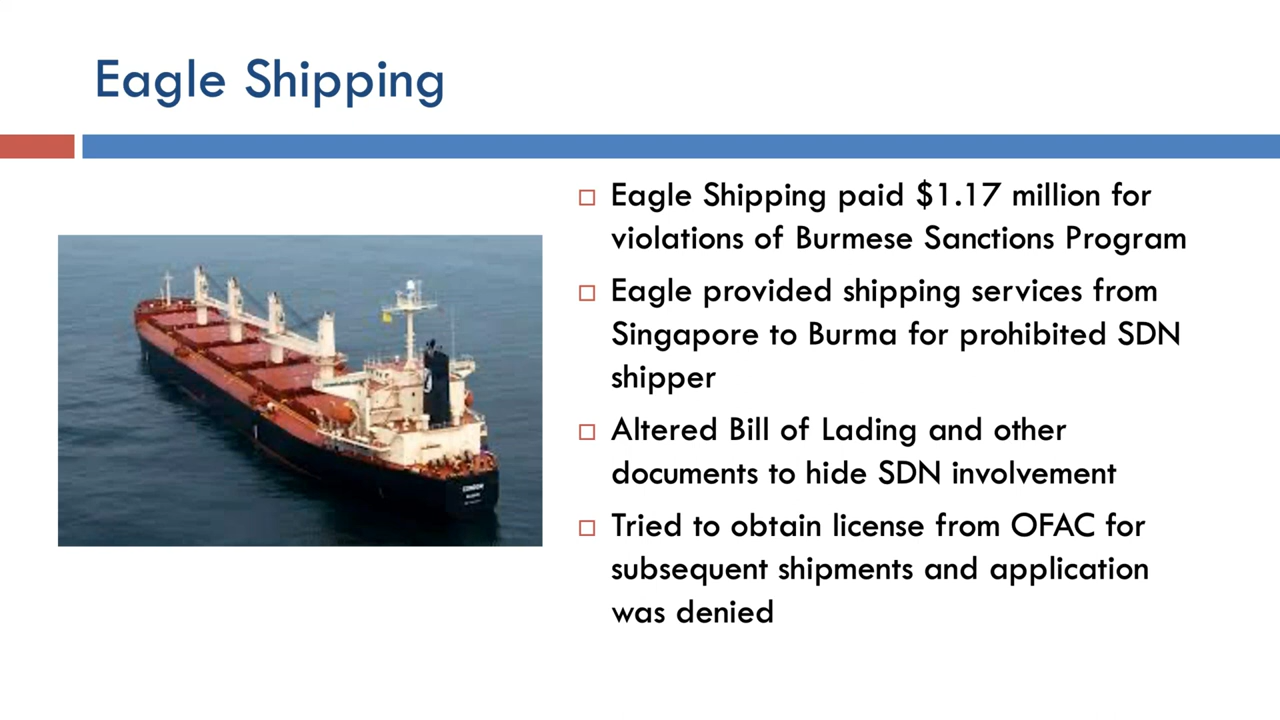 Eagle Shipping
Eagle Shipping paid $1.17 million for
violations of Burmese Sanctions Program
Eagle provided shipping services from
Singapore to Burma for prohibited SDN
shipper
Altered Bill of Lading and other
documents to hide SDN involvement
Tried to obtain license from OFAC for
subsequent shipments and application
was denied